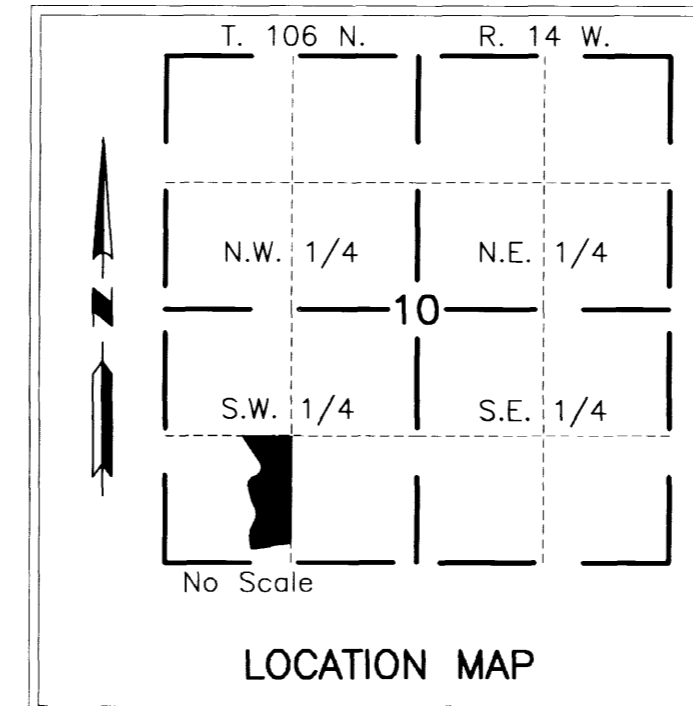 T. 106 N. R. 14 W.
N.W. 1/4 N.E. 1/4
N
10
S.W. 1/4 S.E. 1/4
No Scale
LOCATION MAP